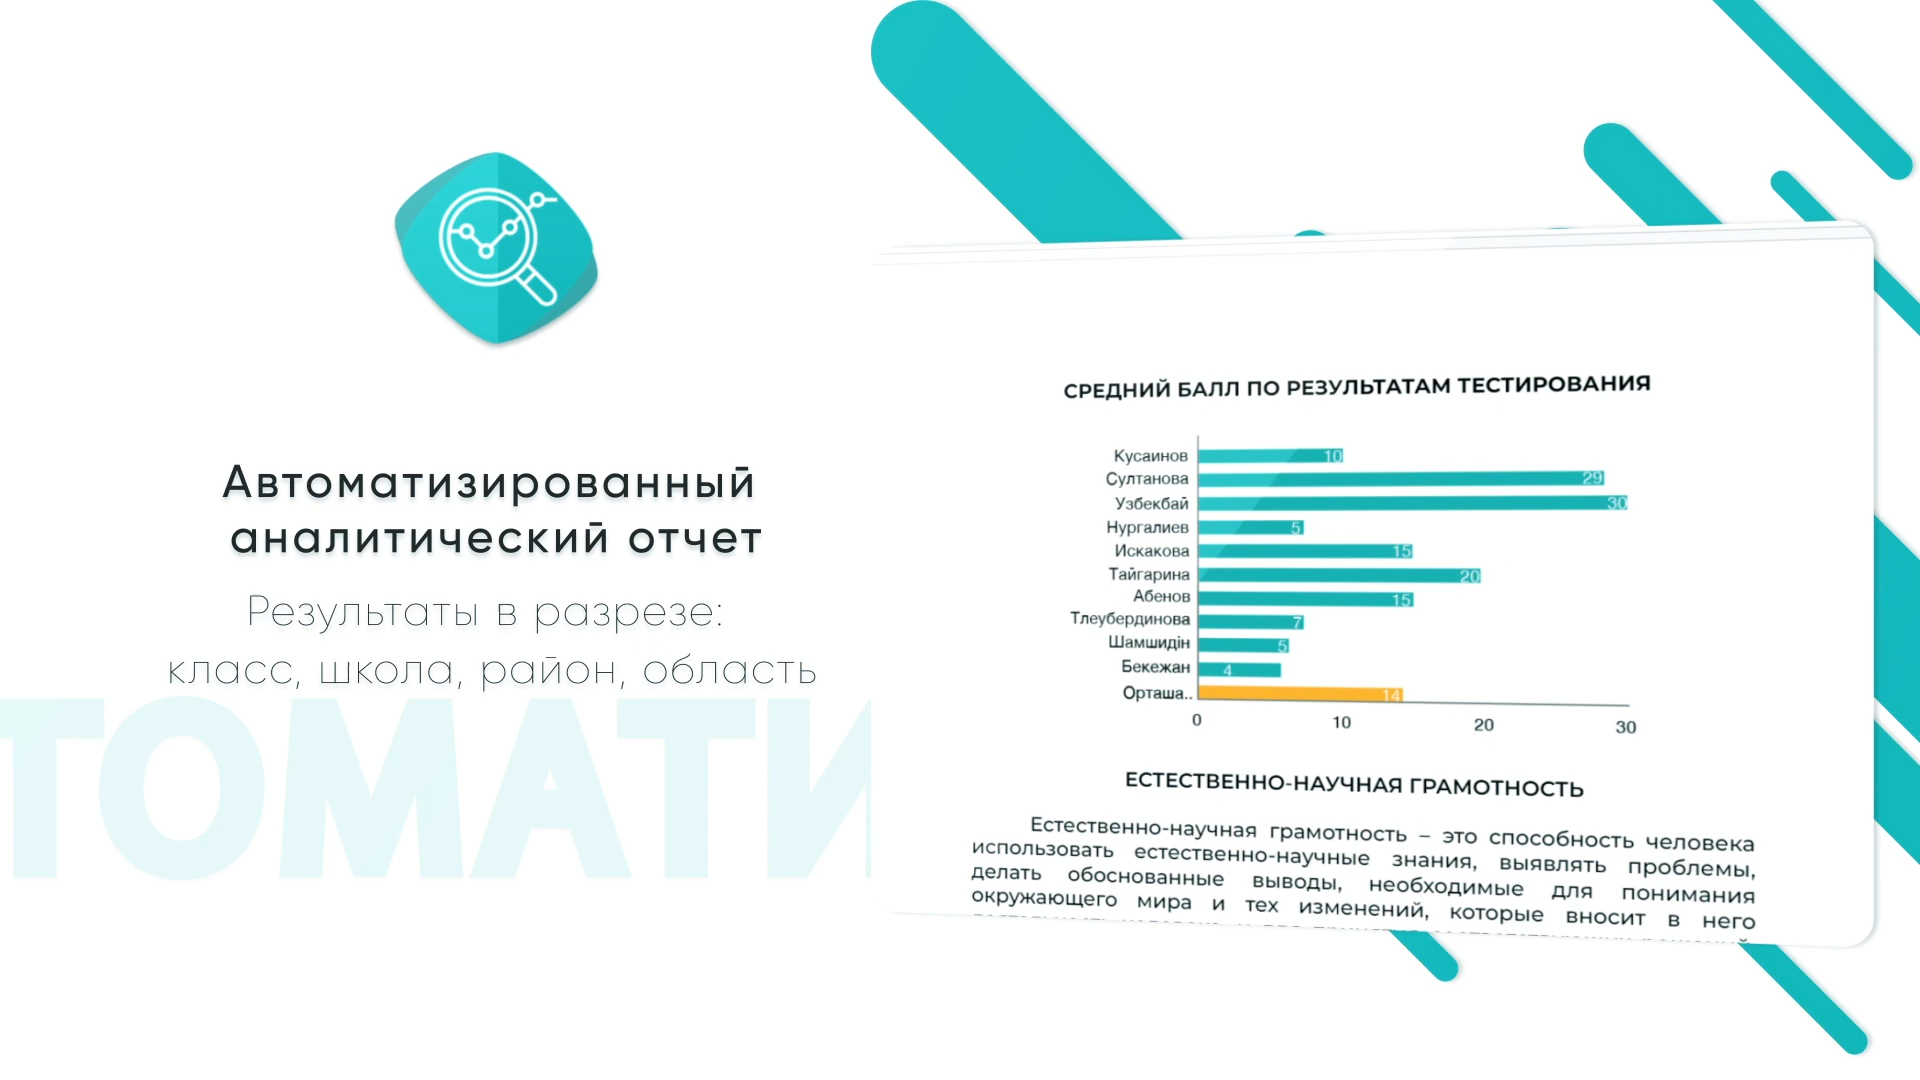 Автоматизированный
аналитический отчет
Результаты в разрезе:
класс, школа, район, область
ТОМАТИ
СРЕДНИЙ БАЛЛ ПО РЕЗУЛЬТАТАМ ТЕСТИРОВАНИЯ
Кусаинов 10
Султанова 29
Узбекбай 30
Нургалиев 5
Искакова 15
Тайгарина 20
Абенов 15
Тлеубердинова 7
Шамшидін 5
Бекежан 4
Орташа.. 14
0 10 20 30
ЕСТЕСТВЕННО-НАУЧНАЯ ГРАМОТНОСТЬ
Естественно-научная грамотность – это способность человека
использовать естественно-научные знания, выявлять проблемы,
делать обоснованные выводы, необходимые для понимания
окружающего мира и тех изменений, которые вносит в него